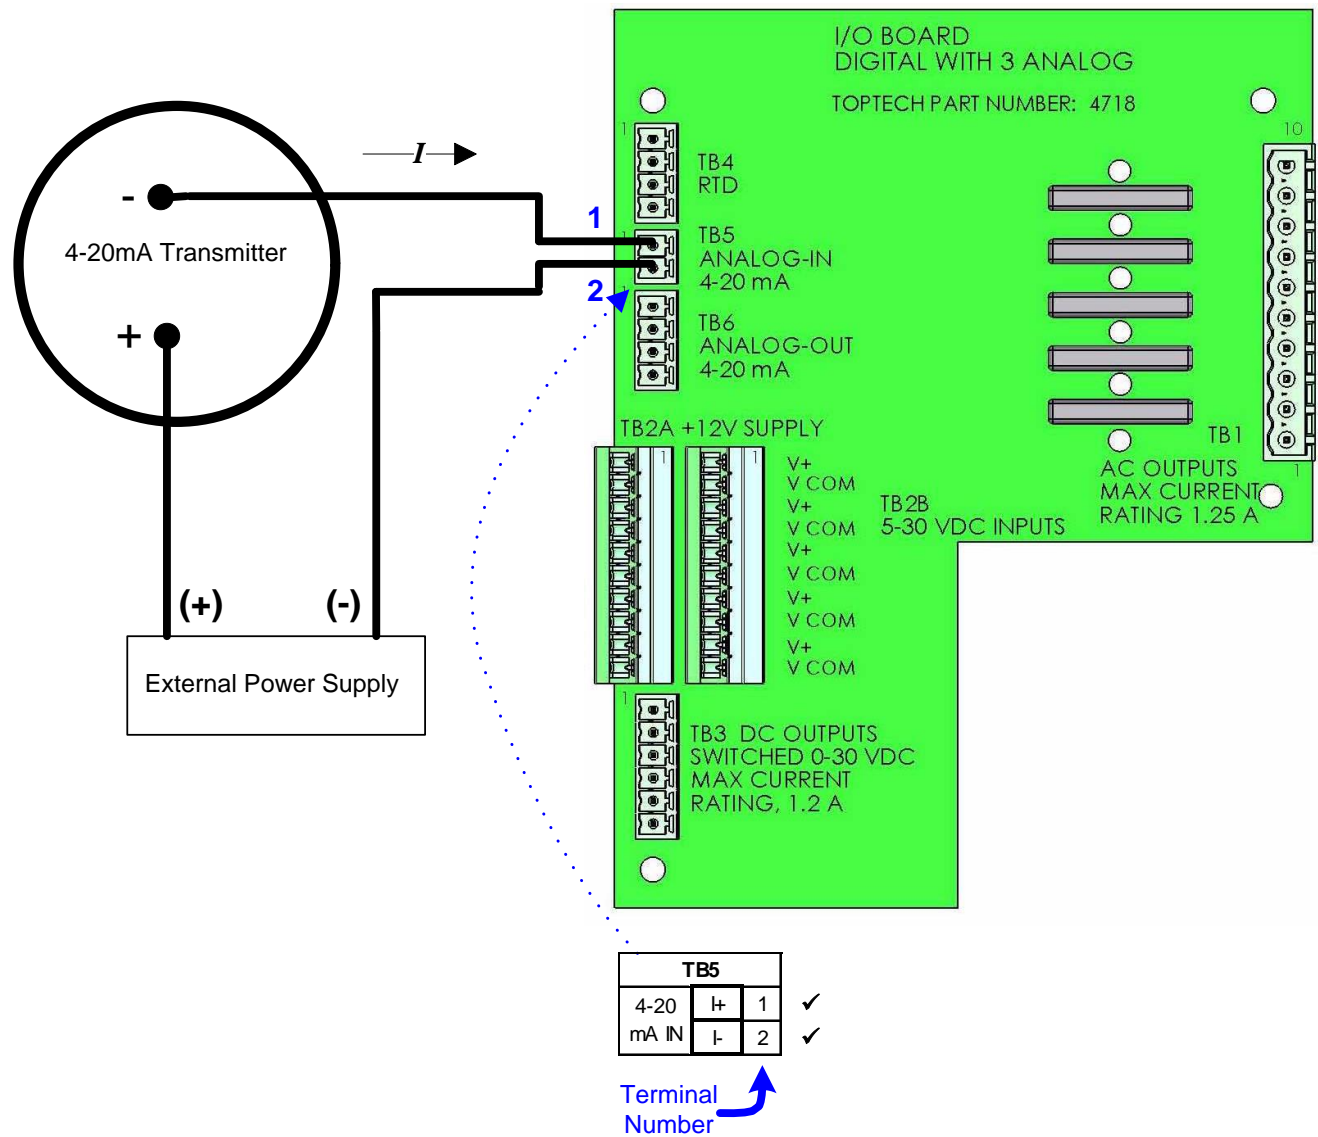 I/O BOARD
DIGITAL WITH 3 ANALOG
TOPTECH PART NUMBER: 4718
1
10
I
TB4
RTD
-
4-20mA Transmitter
+
1
1
TB5
ANALOG-IN
4-20 mA
2
1
TB6
ANALOG-OUT
4-20 mA
TB2A +12V SUPPLY
TB1
1
1
1
V+
V COM
V+
V COM
V+
V COM
V+
V COM
V+
V COM
TB2B
5-30 VDC INPUTS
AC OUTPUTS
MAX CURRENT
RATING 1.25 A
(+)
(-)
External Power Supply
1
TB3 DC OUTPUTS
SWITCHED 0-30 VDC
MAX CURRENT
RATING, 1.2 A
TB5
4-20 I+ 1 ✓
mA IN I- 2 ✓
Terminal
Number